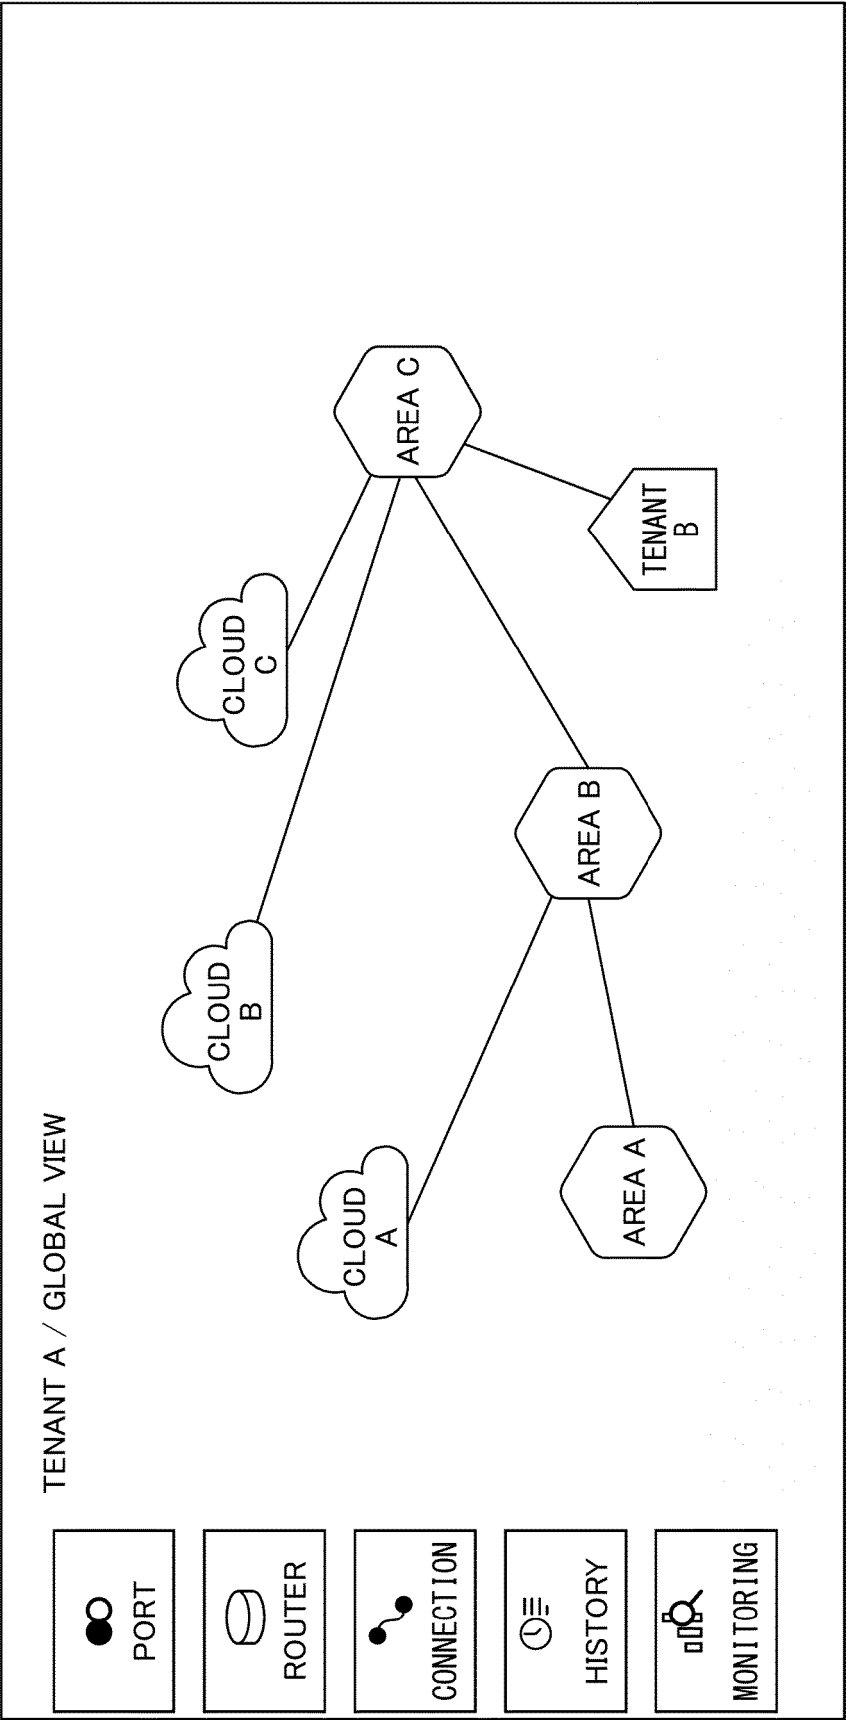 TENANT A / GLOBAL VIEW
PORT
ROUTER
CONNECTION
HISTORY
MONITORING
CLOUD
A
CLOUD
B
CLOUD
C
AREA A
AREA B
AREA C
TENANT
B